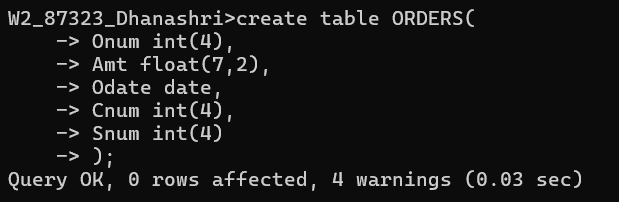 W2_87323_Dhanashri>create table ORDERS(
    -> Onum int(4),
    -> Amt float(7,2),
    -> Odate date,
    -> Cnum int(4),
    -> Snum int(4)
    -> );
Query OK, 0 rows affected, 4 warnings (0.03 sec)